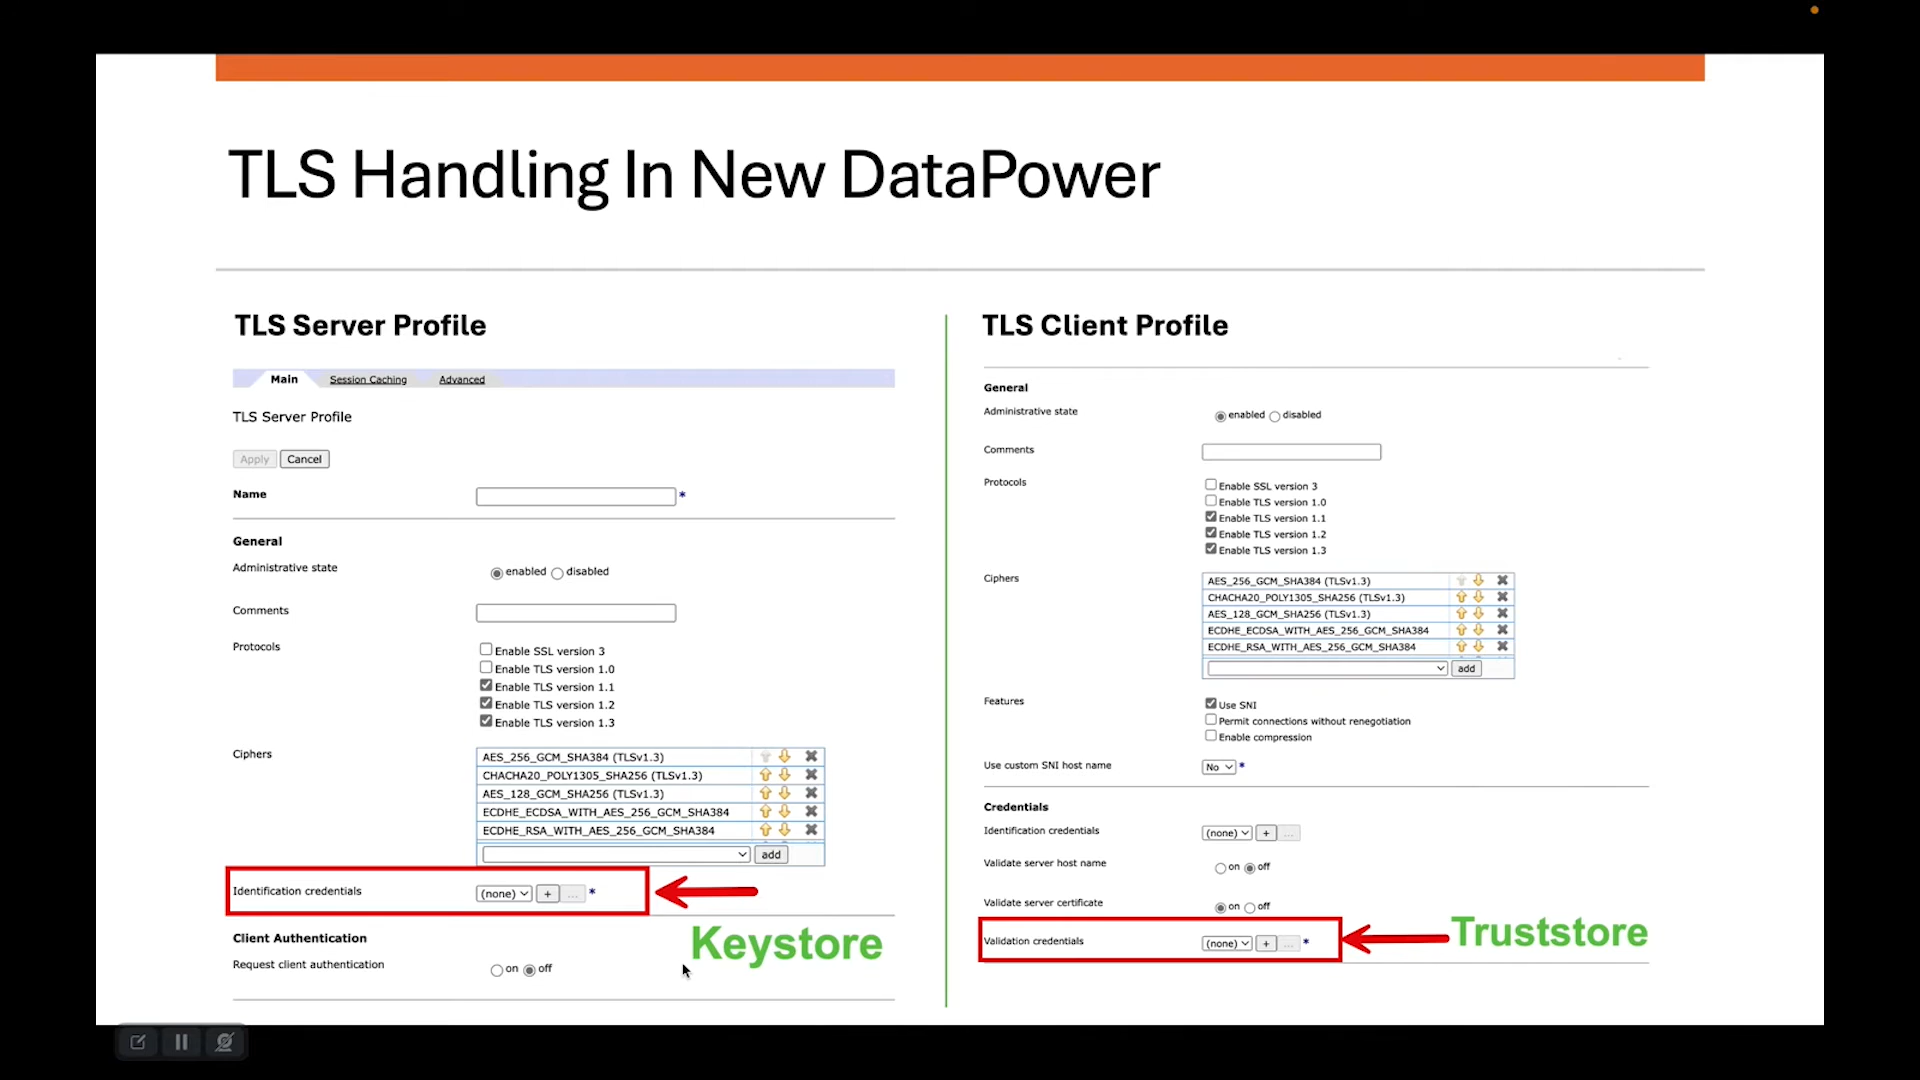 TLS Handling In New DataPower
TLS Server Profile
Main Session Caching Advanced
TLS Server Profile
Apply Cancel
Name *
General
Administrative state enabled disabled
Comments
Protocols Enable SSL version 3
Enable TLS version 1.0
Enable TLS version 1.1
Enable TLS version 1.2
Enable TLS version 1.3
Ciphers AES_256_GCM_SHA384 (TLSv1.3)
CHACHA20_POLY1305_SHA256 (TLSv1.3)
AES_128_GCM_SHA256 (TLSv1.3)
ECDHE_ECDSA_WITH_AES_256_GCM_SHA384
ECDHE_RSA_WITH_AES_256_GCM_SHA384
add
Identification credentials (none) + ... *
Keystore
Client Authentication
Request client authentication on off
TLS Client Profile
General
Administrative state enabled disabled
Comments
Protocols Enable SSL version 3
Enable TLS version 1.0
Enable TLS version 1.1
Enable TLS version 1.2
Enable TLS version 1.3
Ciphers AES_256_GCM_SHA384 (TLSv1.3)
CHACHA20_POLY1305_SHA256 (TLSv1.3)
AES_128_GCM_SHA256 (TLSv1.3)
ECDHE_ECDSA_WITH_AES_256_GCM_SHA384
ECDHE_RSA_WITH_AES_256_GCM_SHA384
add
Features Use SNI
Permit connections without renegotiation
Enable compression
Use custom SNI host name No *
Credentials
Identification credentials (none) + ...
Validate server host name on off
Validate server certificate on off
Validation credentials (none) + ... *
Truststore